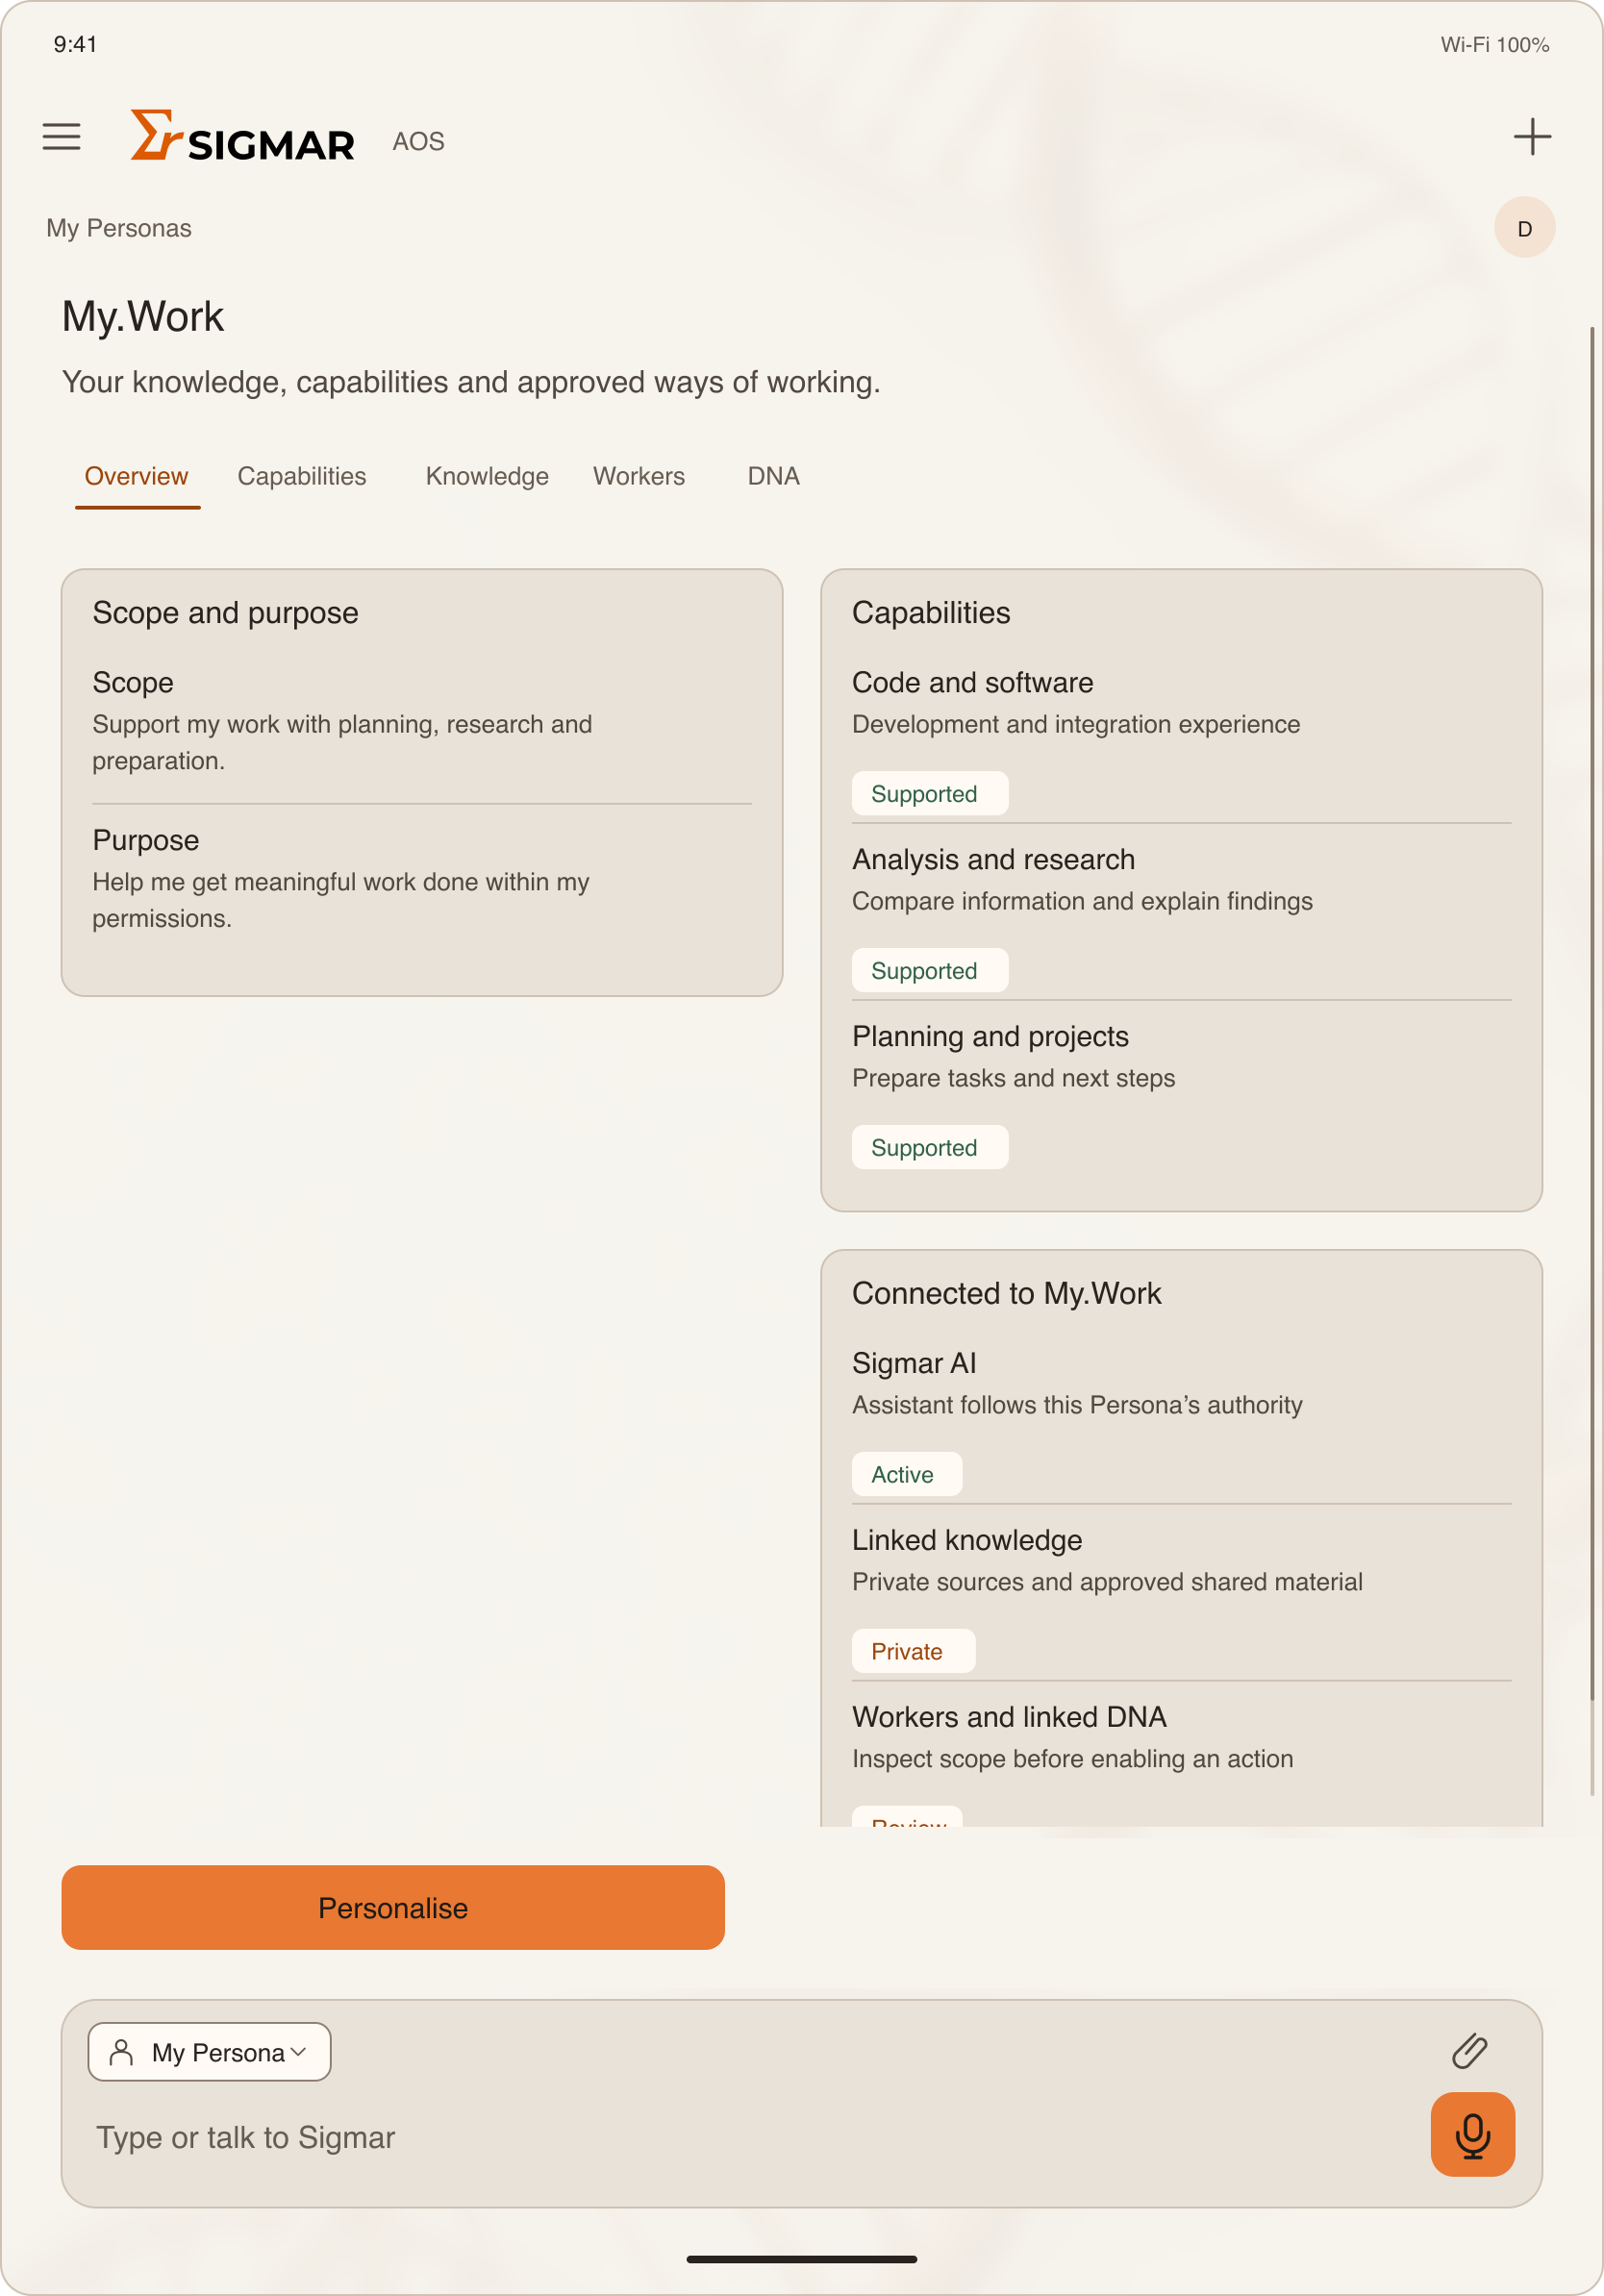 9:41
Wi-Fi 100%
Σr SIGMAR AOS
My Personas
D
My.Work
Your knowledge, capabilities and approved ways of working.
Overview Capabilities Knowledge Workers DNA
Scope and purpose
Scope
Support my work with planning, research and
preparation.
Purpose
Help me get meaningful work done within my
permissions.
Capabilities
Code and software
Development and integration experience
Supported
Analysis and research
Compare information and explain findings
Supported
Planning and projects
Prepare tasks and next steps
Supported
Connected to My.Work
Sigmar AI
Assistant follows this Persona’s authority
Active
Linked knowledge
Private sources and approved shared material
Private
Workers and linked DNA
Inspect scope before enabling an action
Review
Personalise
My Persona
Type or talk to Sigmar